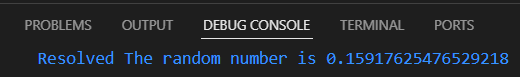 PROBLEMS OUTPUT DEBUG CONSOLE TERMINAL PORTS
Resolved The random number is 0.15917625476529218